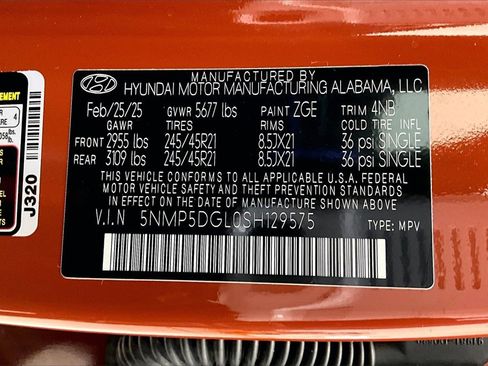 MANUFACTURED BY
HYUNDAI MOTOR MANUFACTURING ALABAMA, LLC
Feb/25/25 GVWR 5677 lbs PAINT ZGE TRIM 4NB
GAWR TIRES RIMS COLD TIRE INFL
FRONT 2955 lbs 245/45R21 8.5JX21 36 psi SINGLE
REAR 3109 lbs 245/45R21 8.5JX21 36 psi SINGLE
THIS VEHICLE CONFORMS TO ALL APPLICABLE U.S.A. FEDERAL
MOTOR VEHICLE SAFETY BUMPER AND THEFT PREVENTION STANDARDS
IN EFFECT ON THE DATE OF MANUFACTURE SHOWN ABOVE
V.I.N 5NMP5DGL0SH129575 TYPE: MPV
J320
4
lbs.